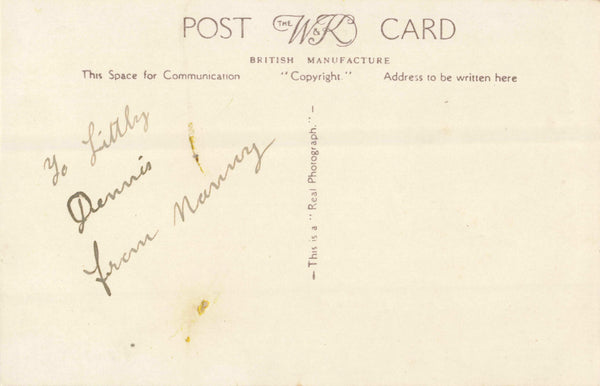 POST THE W&K CARD
BRITISH MANUFACTURE
This Space for Communication "Copyright." Address to be written here
To Littly
Dennis
from Nanny
— This is a "Real Photograph." —